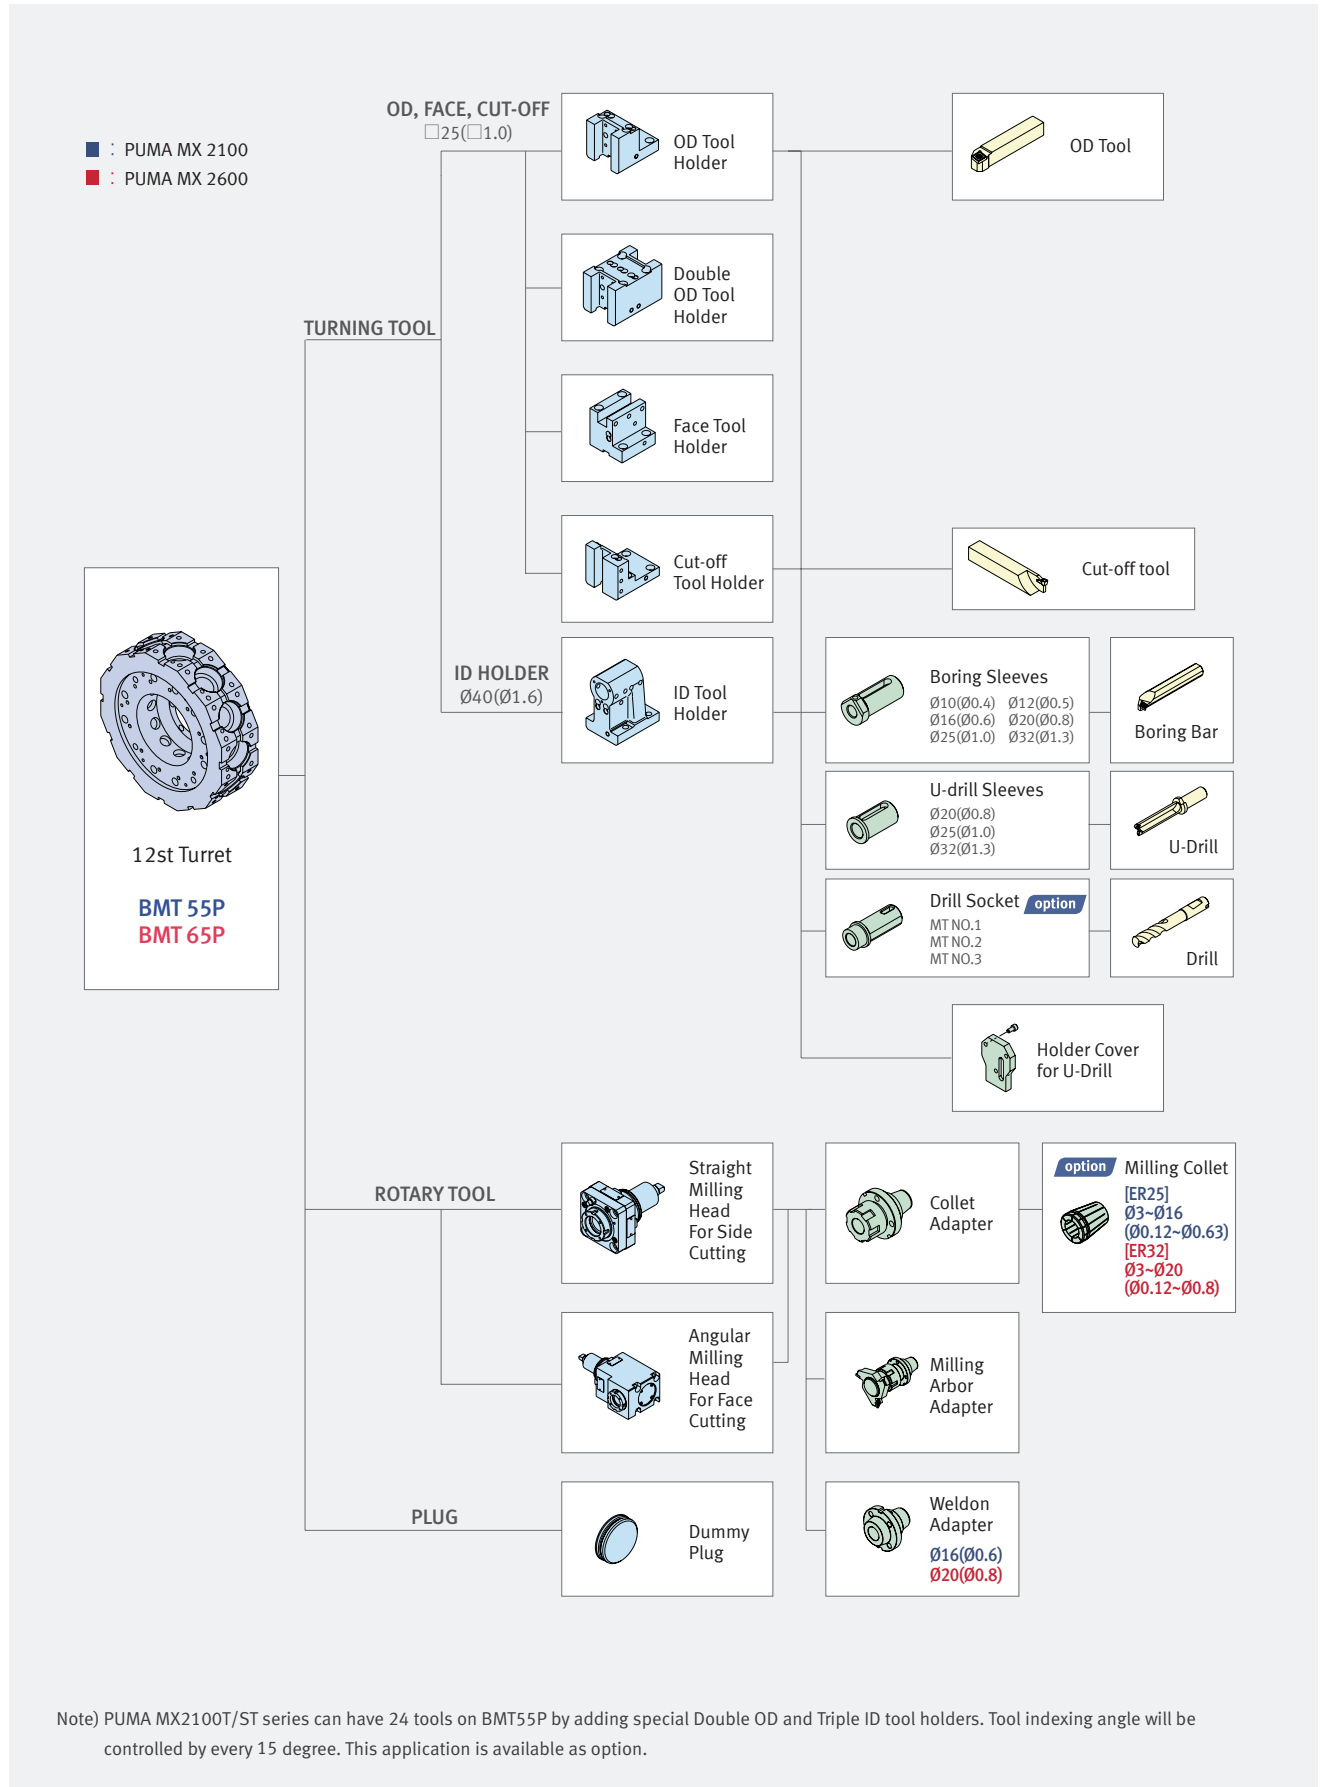 : PUMA MX 2100
: PUMA MX 2600
OD, FACE, CUT-OFF
□25(□1.0)
OD Tool
Holder
OD Tool
Double
OD Tool
Holder
TURNING TOOL
Face Tool
Holder
Cut-off
Tool Holder
Cut-off tool
ID HOLDER
Ø40(Ø1.6)
ID Tool
Holder
Boring Sleeves
Ø10(Ø0.4) Ø12(Ø0.5)
Ø16(Ø0.6) Ø20(Ø0.8)
Ø25(Ø1.0) Ø32(Ø1.3)
Boring Bar
U-drill Sleeves
Ø20(Ø0.8)
Ø25(Ø1.0)
Ø32(Ø1.3)
U-Drill
12st Turret
BMT 55P
BMT 65P
Drill Socket option
MT NO.1
MT NO.2
MT NO.3
Drill
Holder Cover
for U-Drill
ROTARY TOOL
Straight
Milling
Head
For Side
Cutting
Collet
Adapter
option Milling Collet
[ER25]
Ø3~Ø16
(Ø0.12~Ø0.63)
[ER32]
Ø3~Ø20
(Ø0.12~Ø0.8)
Angular
Milling
Head
For Face
Cutting
Milling
Arbor
Adapter
PLUG
Dummy
Plug
Weldon
Adapter
Ø16(Ø0.6)
Ø20(Ø0.8)
Note) PUMA MX2100T/ST series can have 24 tools on BMT55P by adding special Double OD and Triple ID tool holders. Tool indexing angle will be
controlled by every 15 degree. This application is available as option.